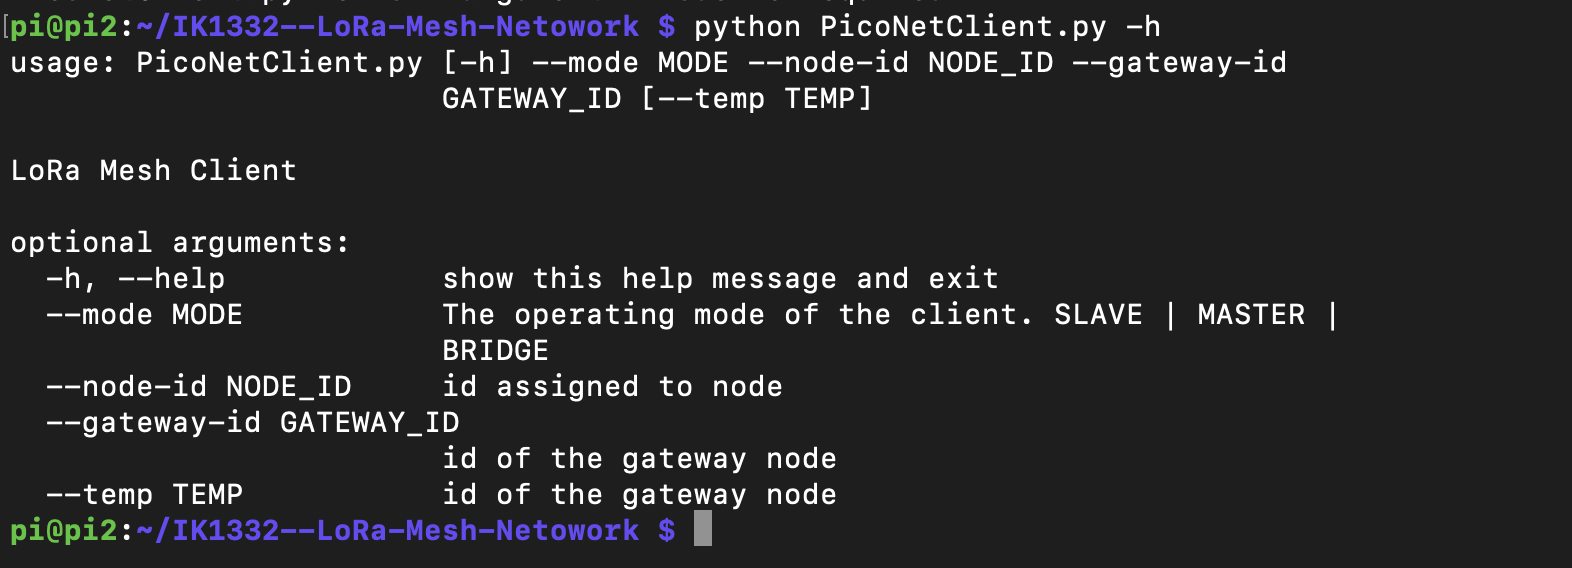 [pi@pi2:~/IK1332--LoRa-Mesh-Netowork $ python PicoNetClient.py -h
usage: PicoNetClient.py [-h] --mode MODE --node-id NODE_ID --gateway-id
GATEWAY_ID [--temp TEMP]
LoRa Mesh Client
optional arguments:
-h, --help show this help message and exit
--mode MODE The operating mode of the client. SLAVE | MASTER |
BRIDGE
--node-id NODE_ID id assigned to node
--gateway-id GATEWAY_ID
id of the gateway node
--temp TEMP id of the gateway node
pi@pi2:~/IK1332--LoRa-Mesh-Netowork $